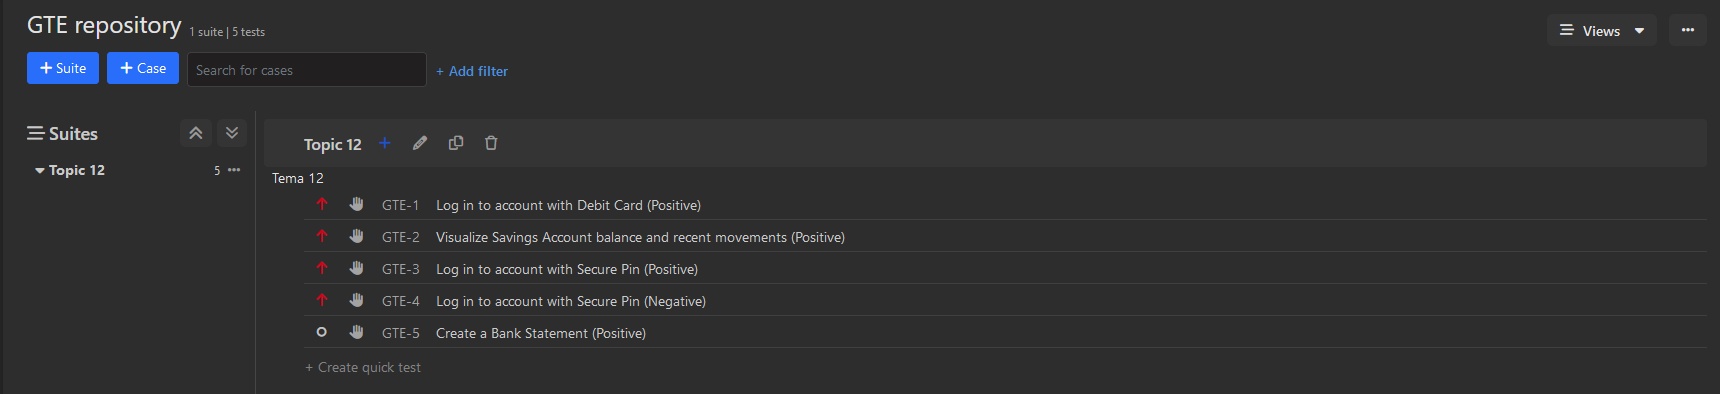 GTE repository 1 suite | 5 tests
Views
+ Suite
+ Case
Search for cases
+ Add filter
Suites
Topic 12
5
Topic 12
Tema 12
GTE-1 Log in to account with Debit Card (Positive)
GTE-2 Visualize Savings Account balance and recent movements (Positive)
GTE-3 Log in to account with Secure Pin (Positive)
GTE-4 Log in to account with Secure Pin (Negative)
GTE-5 Create a Bank Statement (Positive)
+ Create quick test